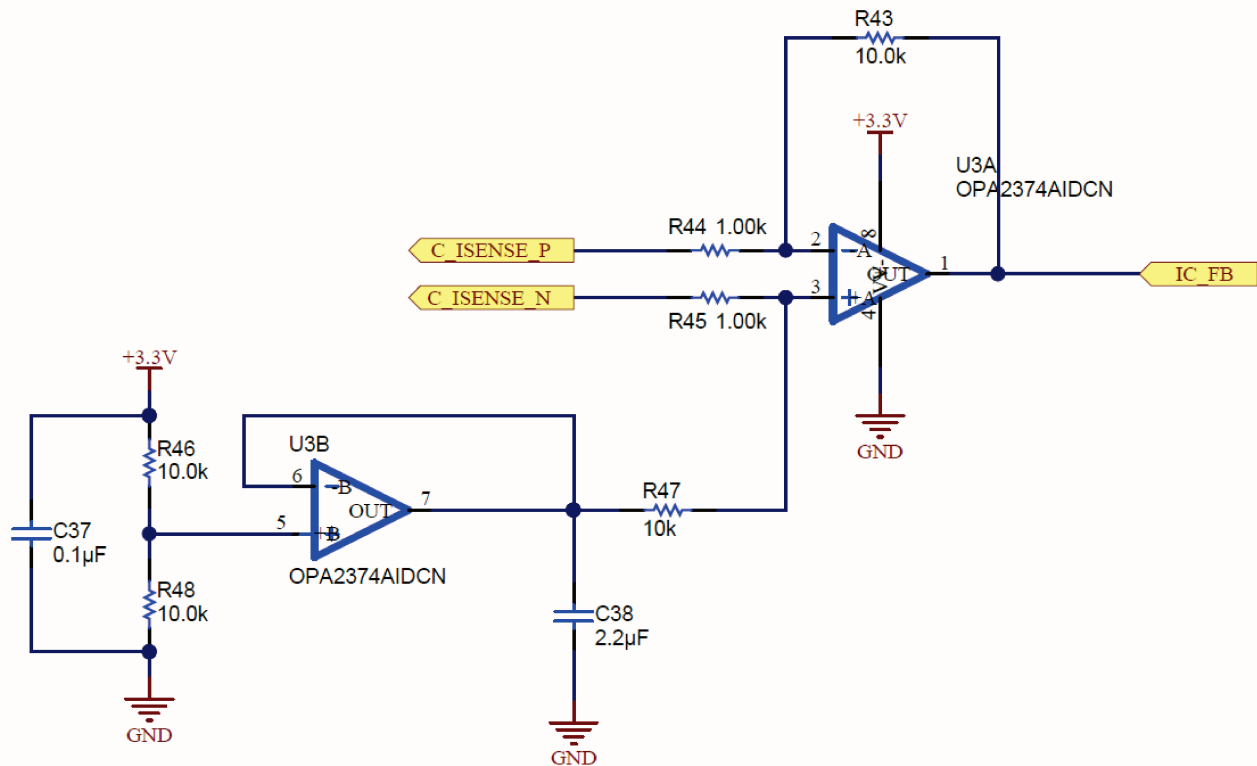 R43
10.0k
+3.3V
U3A
OPA2374AIDCN
R44 1.00k
C_ISENSE_P
2
-A
8
OUT
1
IC_FB
C_ISENSE_N
3
+A
4
R45 1.00k
GND
+3.3V
R46
10.0k
U3B
6
-B
7
OUT
5
+B
OPA2374AIDCN
R47
10k
C37
0.1µF
R48
10.0k
C38
2.2µF
GND
GND